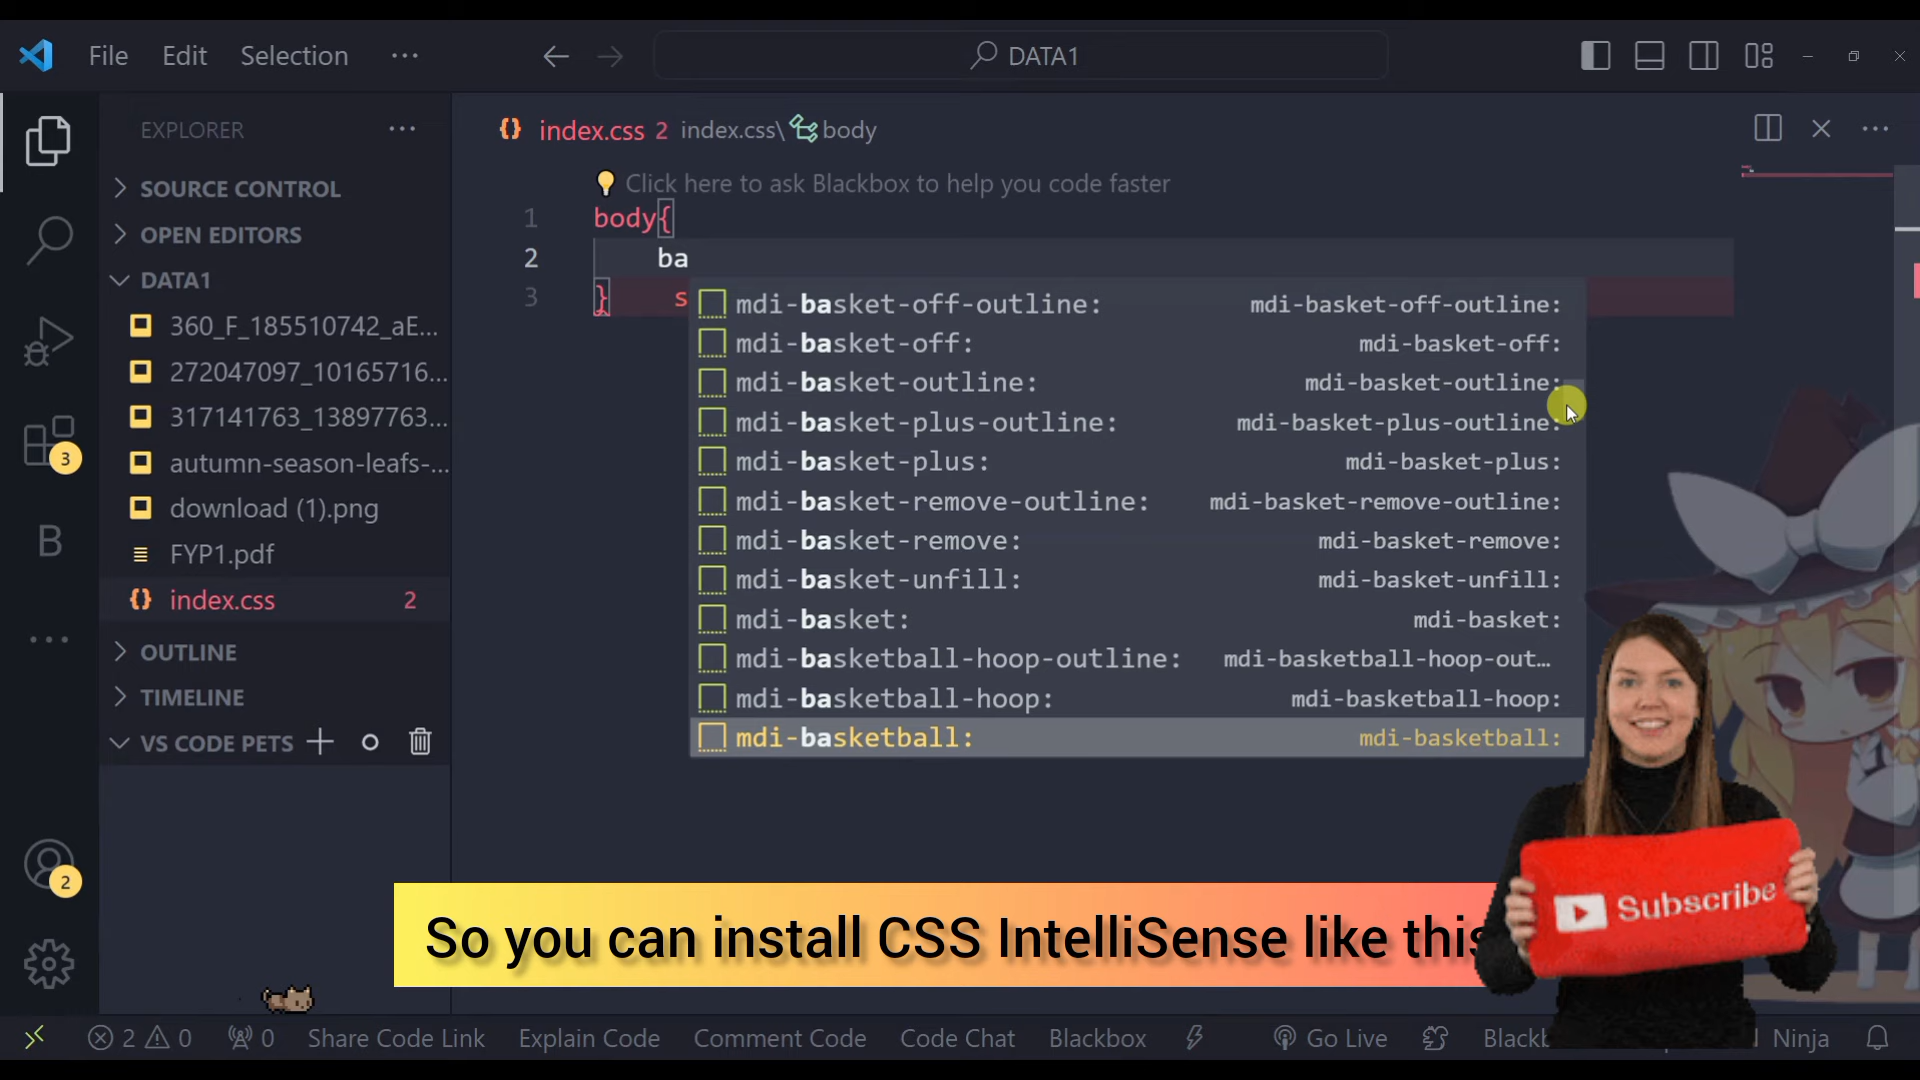 File Edit Selection ···
DATA1
EXPLORER ···
SOURCE CONTROL
OPEN EDITORS
DATA1
360_F_185510742_aE...
272047097_10165716...
317141763_13897763...
autumn-season-leafs-...
download (1).png
FYP1.pdf
index.css 2
OUTLINE
TIMELINE
VS CODE PETS
3
B
2
index.css 2 index.css\ body
Click here to ask Blackbox to help you code faster
1 body{
2 ba
3 } s
mdi-basket-off-outline: mdi-basket-off-outline:
mdi-basket-off: mdi-basket-off:
mdi-basket-outline: mdi-basket-outline:
mdi-basket-plus-outline: mdi-basket-plus-outline:
mdi-basket-plus: mdi-basket-plus:
mdi-basket-remove-outline: mdi-basket-remove-outline:
mdi-basket-remove: mdi-basket-remove:
mdi-basket-unfill: mdi-basket-unfill:
mdi-basket: mdi-basket:
mdi-basketball-hoop-outline: mdi-basketball-hoop-out...
mdi-basketball-hoop: mdi-basketball-hoop:
mdi-basketball: mdi-basketball:
So you can install CSS IntelliSense like this
Subscribe
2 0 0 Share Code Link Explain Code Comment Code Code Chat Blackbox Go Live Ninja